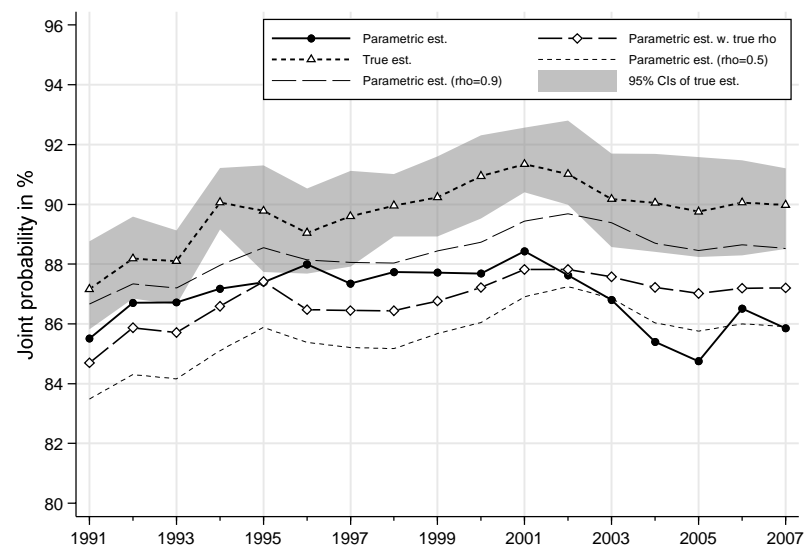 96
94
92
90
88
86
84
82
80
Joint probability in %
Parametric est.
True est.
Parametric est. (rho=0.9)
Parametric est. w. true rho
Parametric est. (rho=0.5)
95% CIs of true est.
1991 1993 1995 1997 1999 2001 2003 2005 2007